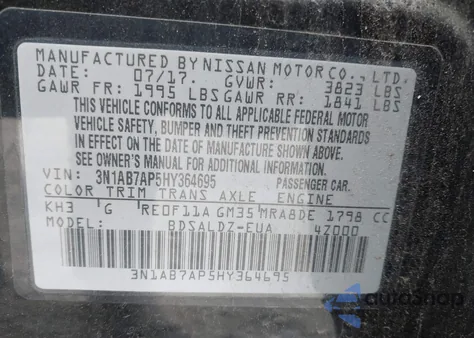 MANUFACTURED BY NISSAN MOTOR CO., LTD.
DATE 07/17. GVWR: 3823 LBS
GAWR FR: 1995 LBS GAWR RR: 1841 LBS
THIS VEHICLE CONFORMS TO ALL APPLICABLE FEDERAL MOTOR
VEHICLE SAFETY, BUMPER AND THEFT PREVENTION STANDARDS
IN EFFECT ON THE DATE OF MANUFACTURE SHOWN ABOVE.
SEE OWNER'S MANUAL FOR ADDITIONAL INFORMATION.
VIN: 3N1AB7AP5HY364695 PASSENGER CAR.
COLOR TRIM TRANS AXLE ENGINE
KH3 G RE0F11A GM35 MRA8DE 1798 CC
MODEL BDSALDZ-EUA 4Z000
3N1AB7AP5HY364695
AutoShop